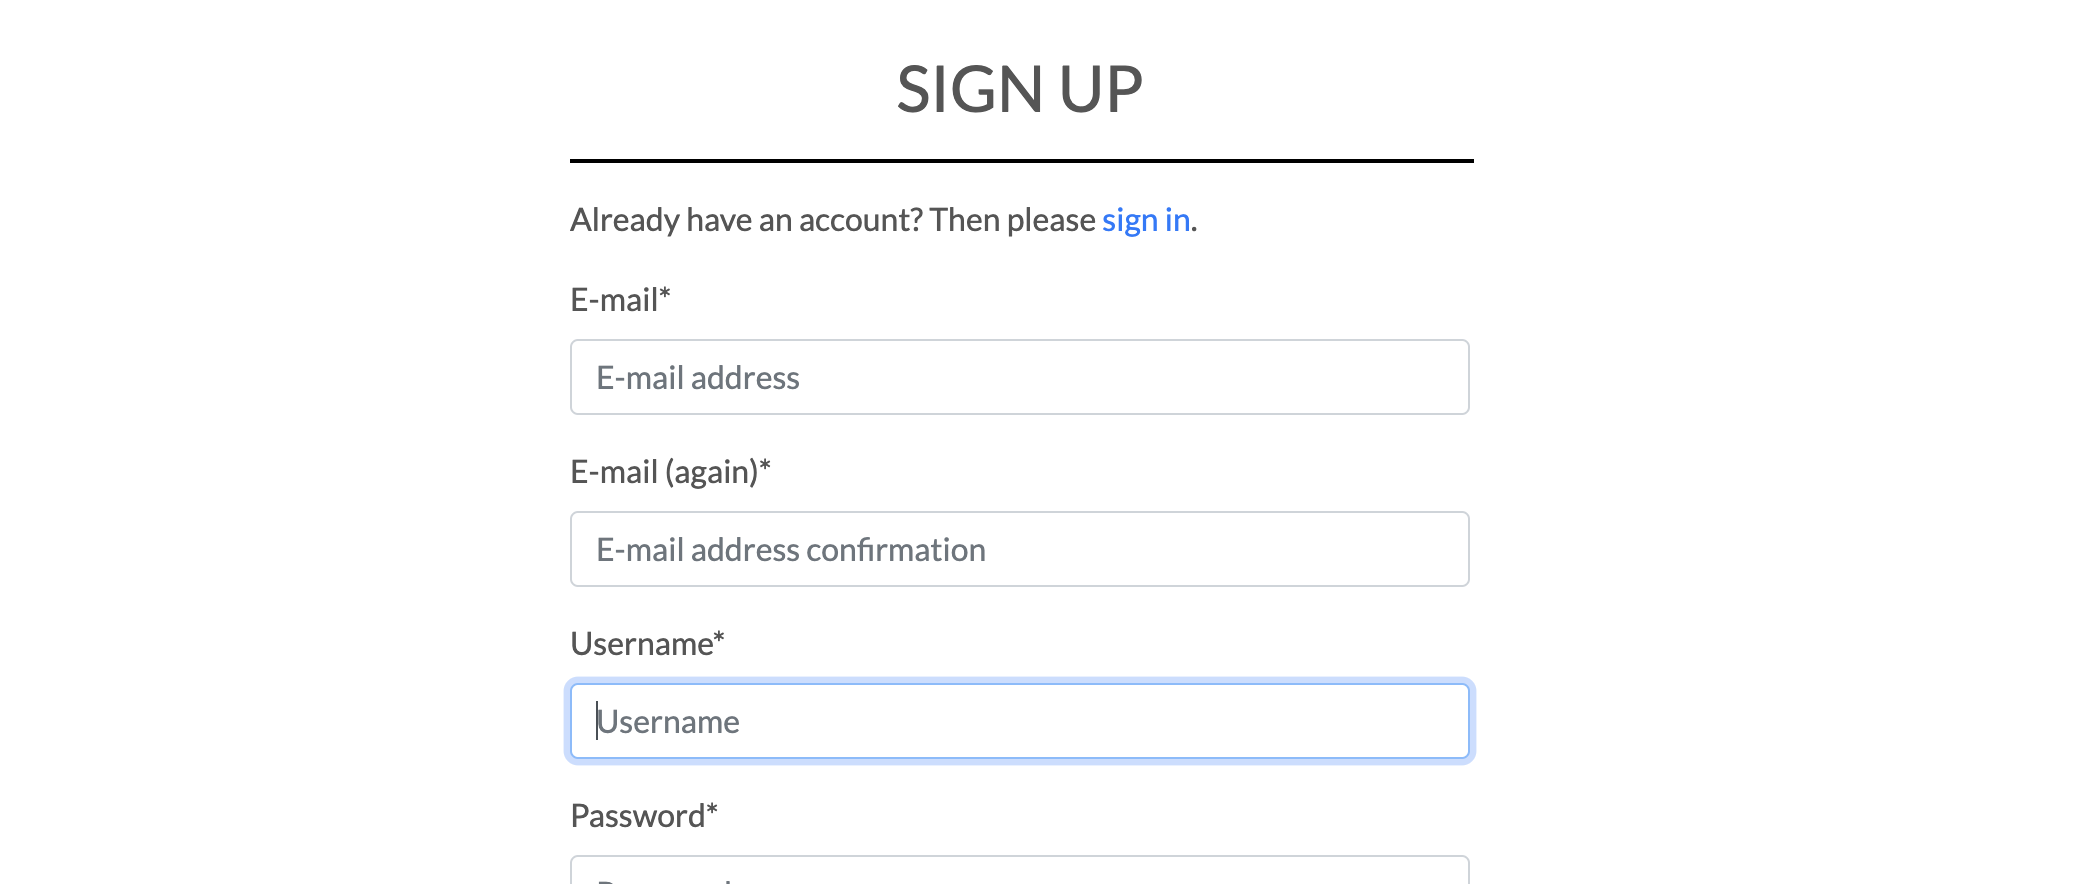 SIGN UP
Already have an account? Then please sign in.
E-mail*
E-mail address
E-mail (again)*
E-mail address confirmation
Username*
Username
Password*